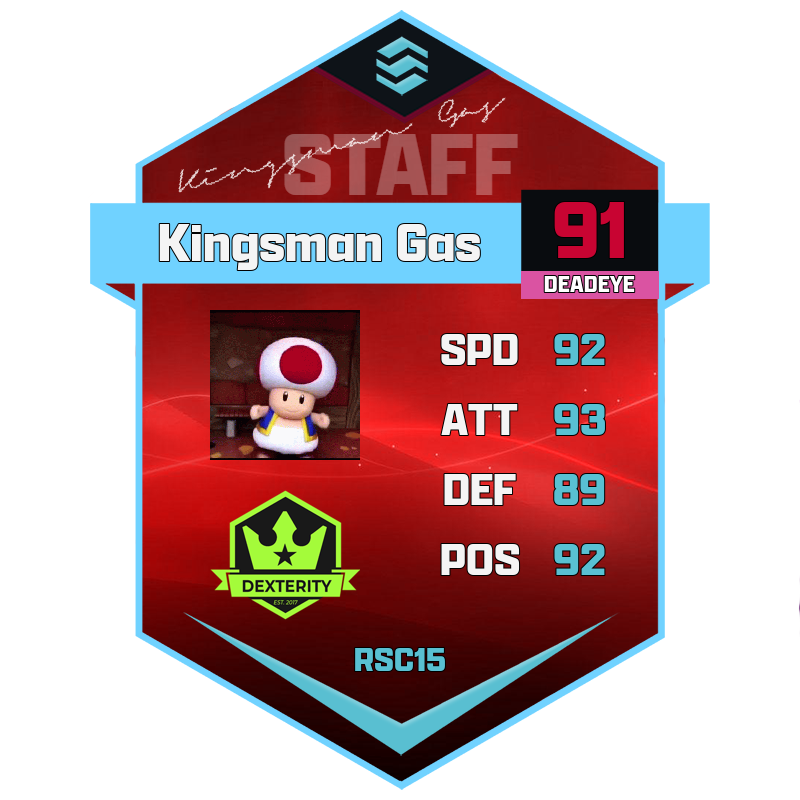 Kingsman Gas
STAFF
Kingsman Gas
91
DEADEYE
SPD 92
ATT 93
DEF 89
POS 92
DEXTERITY
EST. 2017
RSC15